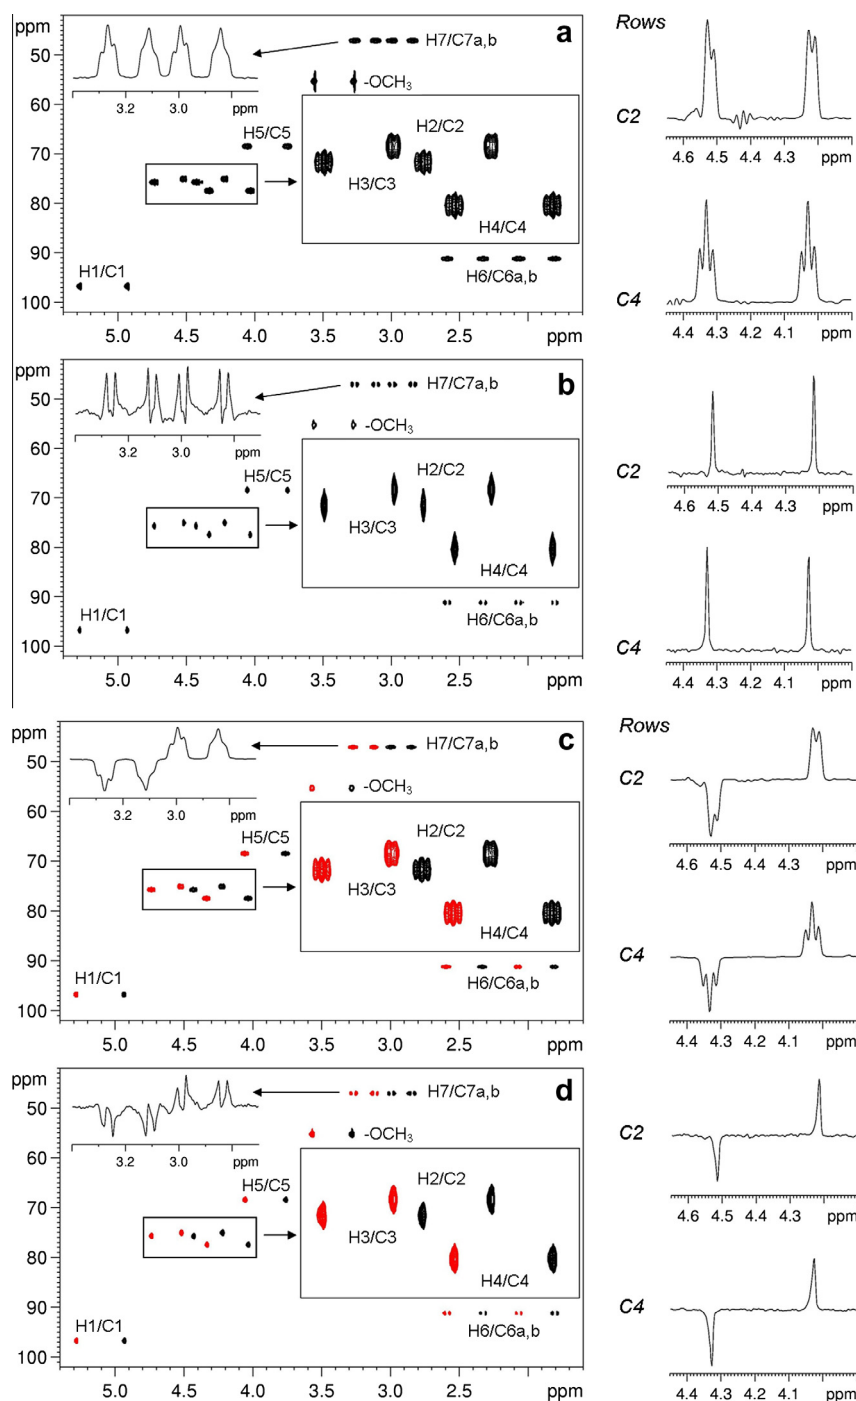 ppm
a
50
60
70
80
90
100
3.2 3.0 ppm
H7/C7a,b
-OCH3
H5/C5
H2/C2
H3/C3
H4/C4
H6/C6a,b
H1/C1
5.0 4.5 4.0 3.5 3.0 2.5 ppm
Rows
C2
4.6 4.5 4.4 4.3 ppm
C4
4.4 4.3 4.2 4.1 ppm
ppm
b
50
60
70
80
90
100
3.2 3.0 ppm
H7/C7a,b
-OCH3
H5/C5
H2/C2
H3/C3
H4/C4
H6/C6a,b
H1/C1
5.0 4.5 4.0 3.5 3.0 2.5 ppm
C2
4.6 4.5 4.4 4.3 ppm
C4
4.4 4.3 4.2 4.1 ppm
ppm
c
50
60
70
80
90
100
3.2 3.0 ppm
H7/C7a,b
-OCH3
H5/C5
H2/C2
H3/C3
H4/C4
H6/C6a,b
H1/C1
5.0 4.5 4.0 3.5 3.0 2.5 ppm
Rows
C2
4.6 4.5 4.4 4.3 ppm
C4
4.4 4.3 4.2 4.1 ppm
ppm
d
50
60
70
80
90
100
3.2 3.0 ppm
H7/C7a,b
-OCH3
H5/C5
H2/C2
H3/C3
H4/C4
H6/C6a,b
H1/C1
5.0 4.5 4.0 3.5 3.0 2.5 ppm
C2
4.6 4.5 4.4 4.3 ppm
C4
4.4 4.3 4.2 4.1 ppm